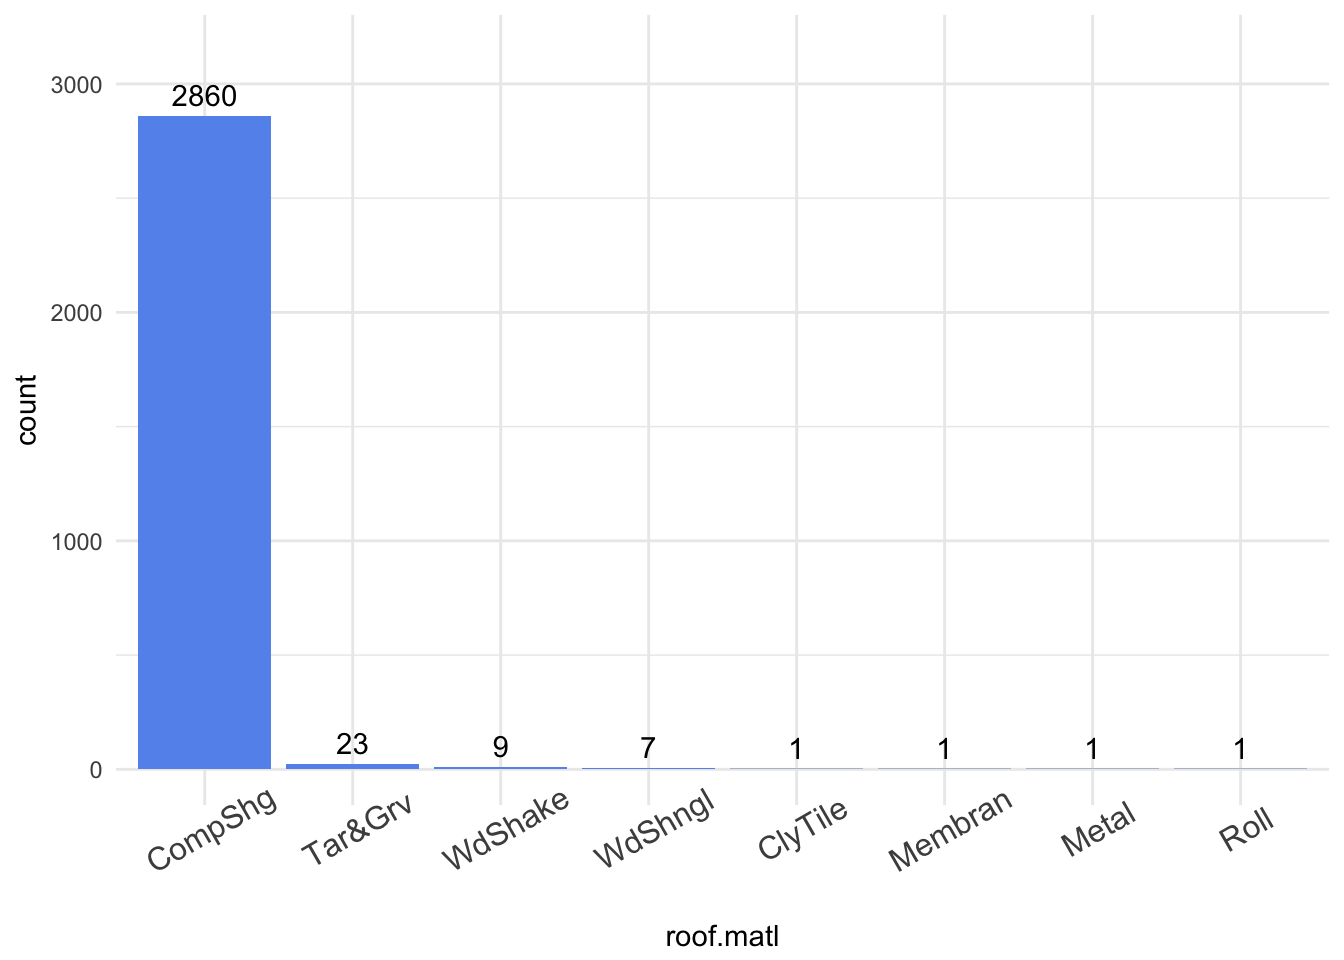 3000
2860
2000
count
1000
23 9 7 1 1 1 1
0
CompShg Tar&Grv WdShake WdShngl ClyTile Membran Metal Roll
roof.matl